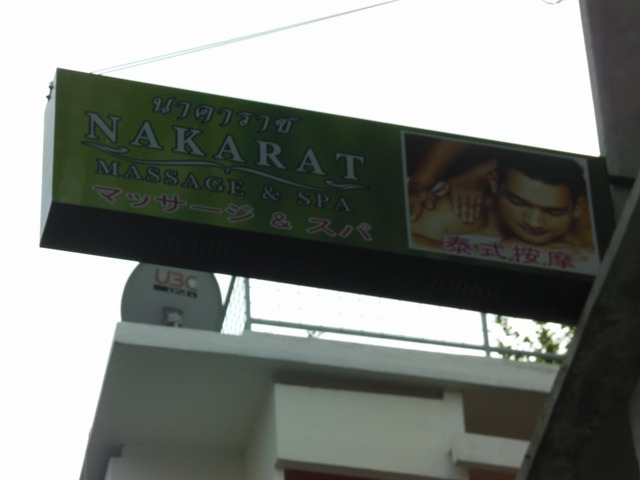 นาคาราช
NAKARAT
MASSAGE & SPA
マッサージ & スパ
泰式按摩
UBC